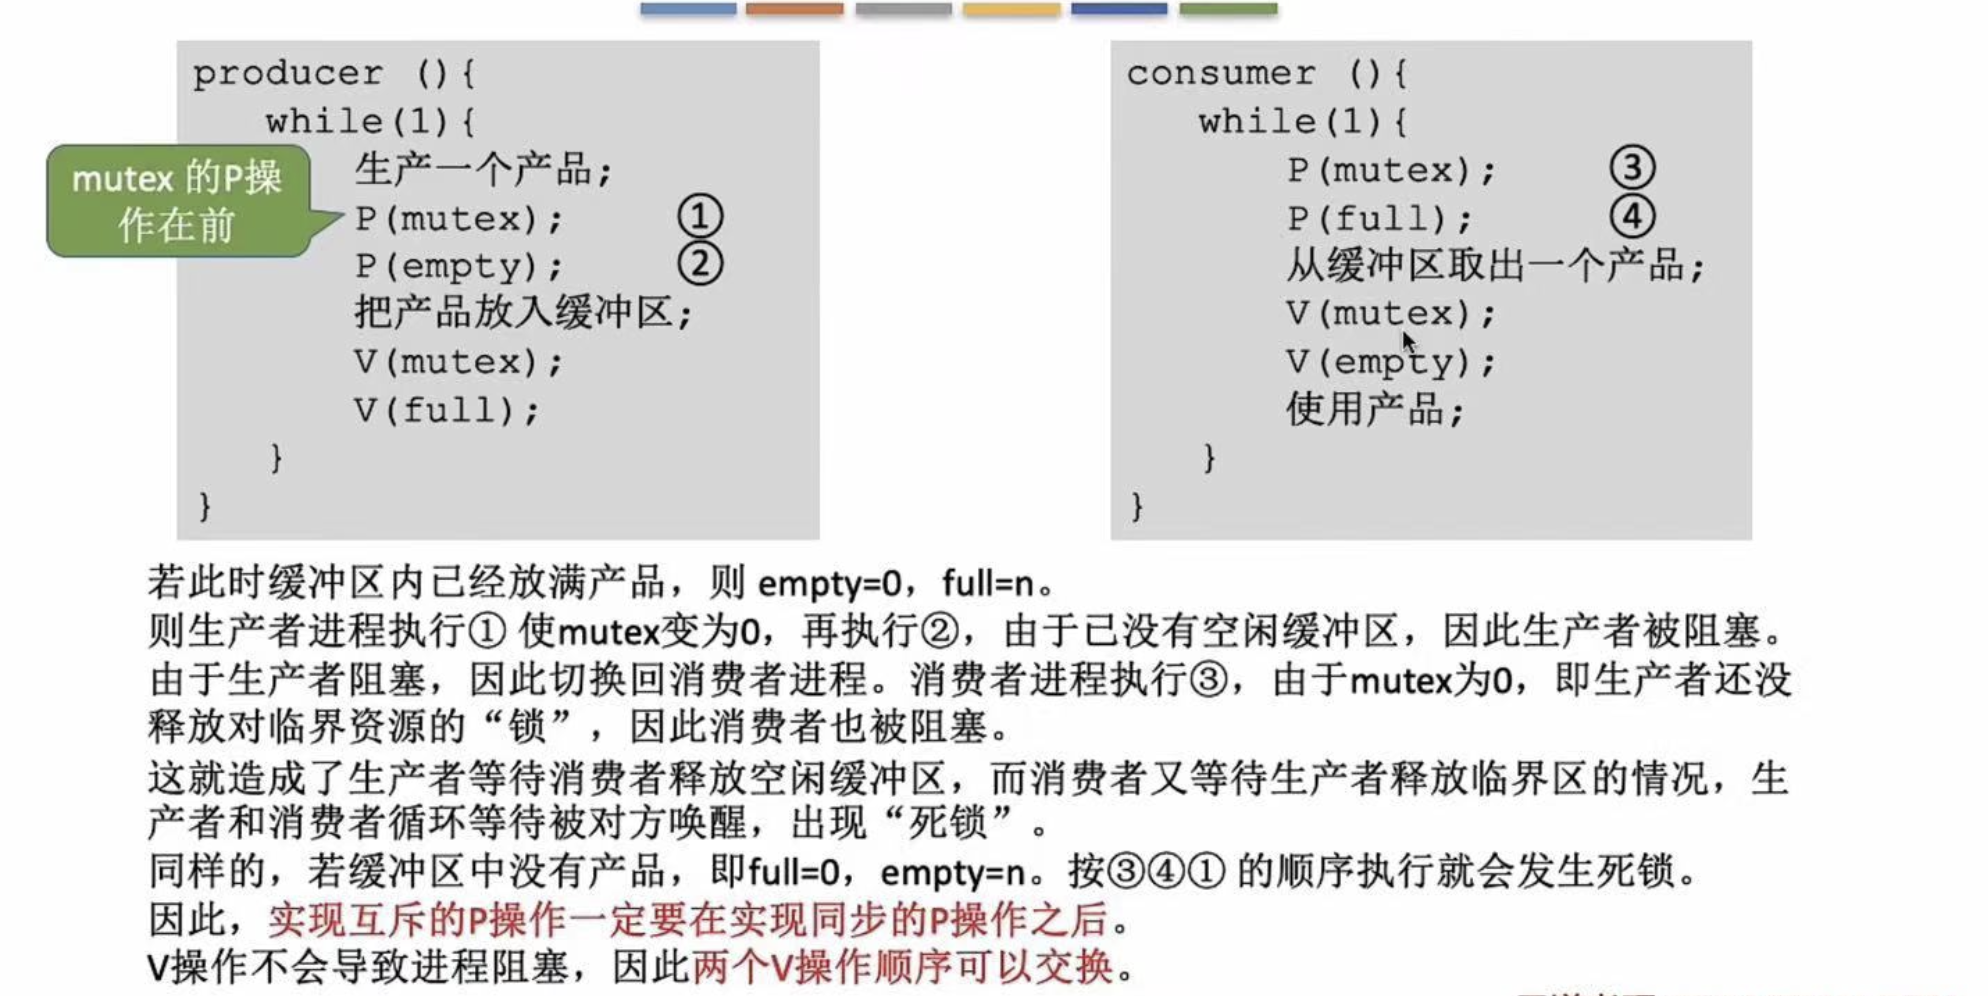 producer (){
while(1){
生产一个产品;
P(mutex); ①
P(empty); ②
把产品放入缓冲区;
V(mutex);
V(full);
}
}
mutex 的P操
作在前
consumer (){
while(1){
P(mutex); ③
P(full); ④
从缓冲区取出一个产品;
V(mutex);
V(empty);
使用产品;
}
}
若此时缓冲区内已经放满产品，则 empty=0，full=n。
则生产者进程执行① 使mutex变为0，再执行②，由于已没有空闲缓冲区，因此生产者被阻塞。
由于生产者阻塞，因此切换回消费者进程。消费者进程执行③，由于mutex为0，即生产者还没
释放对临界资源的“锁”，因此消费者也被阻塞。
这就造成了生产者等待消费者释放空闲缓冲区，而消费者又等待生产者释放临界区的情况，生
产者和消费者循环等待被对方唤醒，出现“死锁”。
同样的，若缓冲区中没有产品，即full=0，empty=n。按③④① 的顺序执行就会发生死锁。
因此，实现互斥的P操作一定要在实现同步的P操作之后。
V操作不会导致进程阻塞，因此两个V操作顺序可以交换。